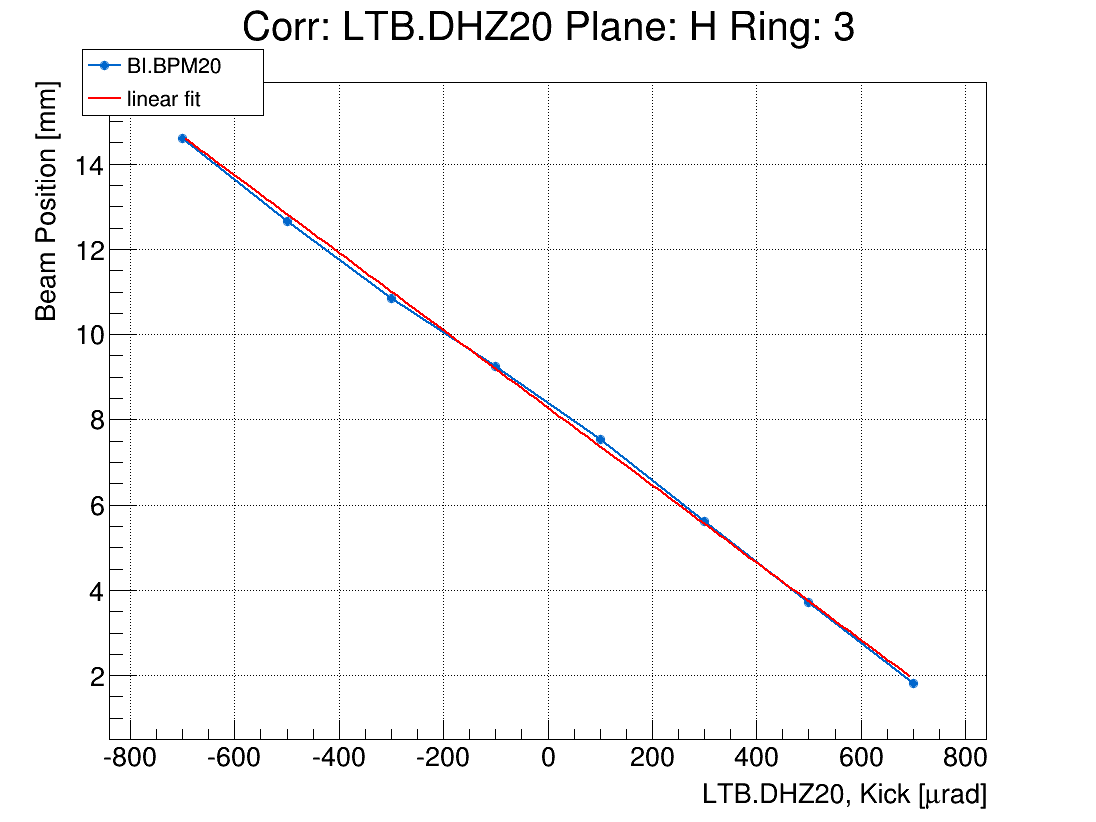 Corr: LTB.DHZ20 Plane: H Ring: 3
BI.BPM20
linear fit
Beam Position [mm]
14
12
10
8
6
4
2
-800 -600 -400 -200 0 200 400 600 800
LTB.DHZ20, Kick [μrad]